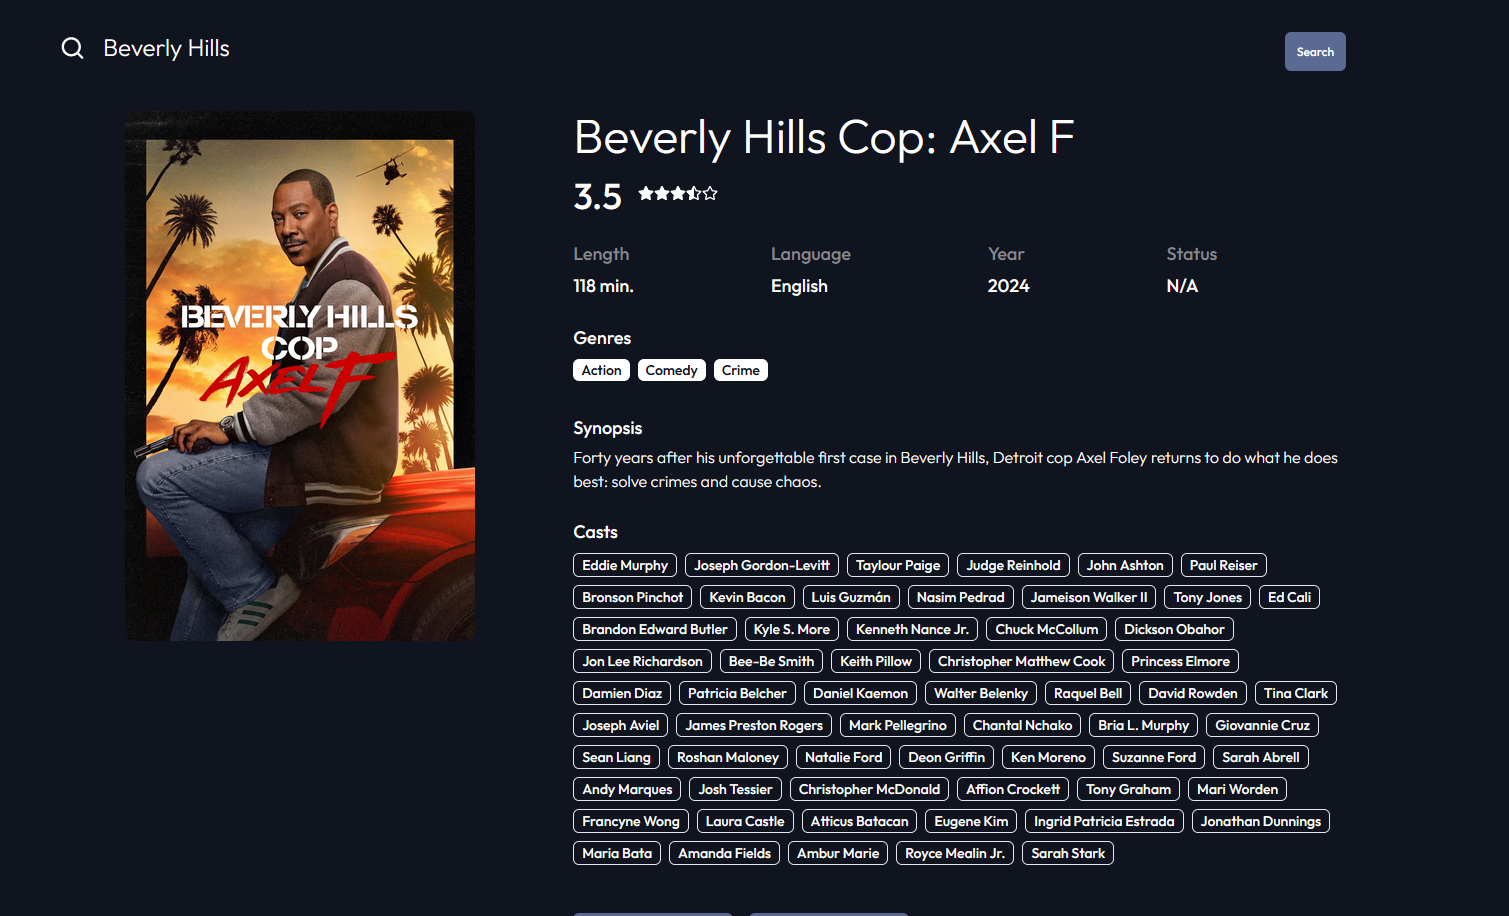 Beverly Hills
Search
BEVERLY HILLS
COP
AXEL F
Beverly Hills Cop: Axel F
3.5
Length Language Year Status
118 min. English 2024 N/A
Genres
Action Comedy Crime
Synopsis
Forty years after his unforgettable first case in Beverly Hills, Detroit cop Axel Foley returns to do what he does
best: solve crimes and cause chaos.
Casts
Eddie Murphy Joseph Gordon-Levitt Taylour Paige Judge Reinhold John Ashton Paul Reiser
Bronson Pinchot Kevin Bacon Luis Guzmán Nasim Pedrad Jameison Walker II Tony Jones Ed Cali
Brandon Edward Butler Kyle S. More Kenneth Nance Jr. Chuck McCollum Dickson Obahor
Jon Lee Richardson Bee-Be Smith Keith Pillow Christopher Matthew Cook Princess Elmore
Damien Diaz Patricia Belcher Daniel Kaemon Walter Belenky Raquel Bell David Rowden Tina Clark
Joseph Aviel James Preston Rogers Mark Pellegrino Chantal Nchako Bria L. Murphy Giovannie Cruz
Sean Liang Roshan Maloney Natalie Ford Deon Griffin Ken Moreno Suzanne Ford Sarah Abrell
Andy Marques Josh Tessier Christopher McDonald Affion Crockett Tony Graham Mari Worden
Francyne Wong Laura Castle Atticus Batacan Eugene Kim Ingrid Patricia Estrada Jonathan Dunnings
Maria Bata Amanda Fields Ambur Marie Royce Mealin Jr. Sarah Stark